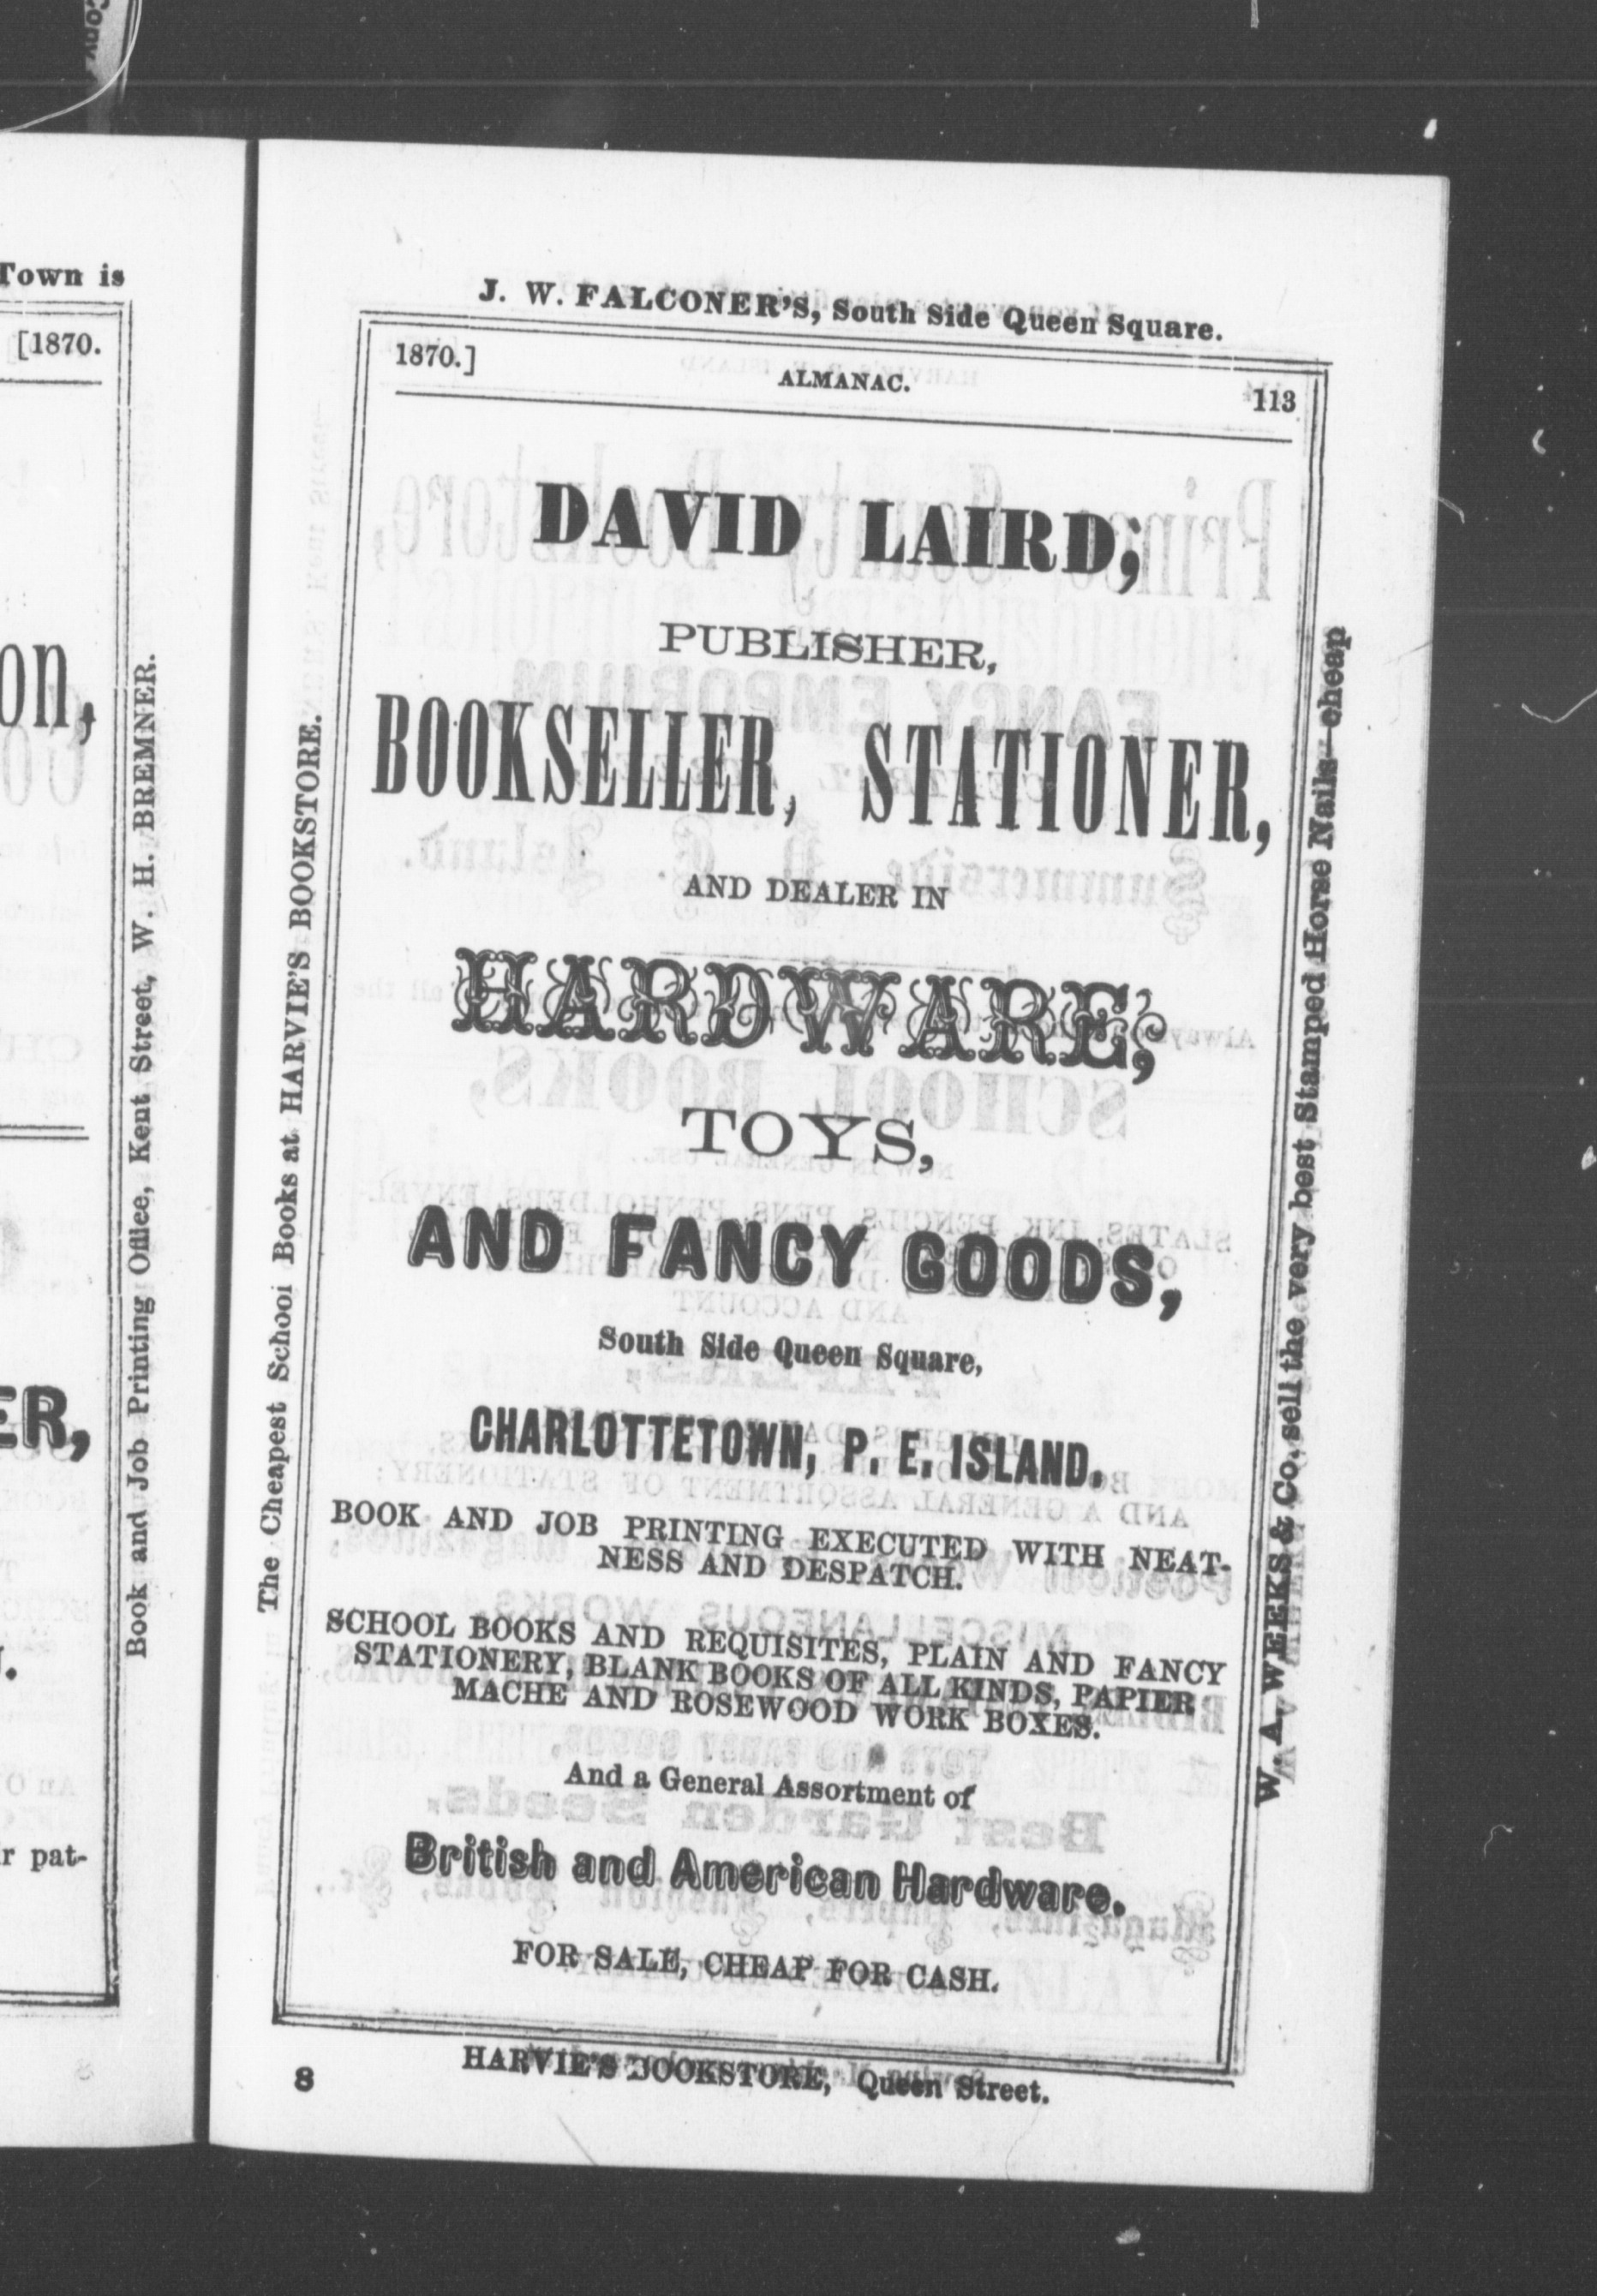 Copy
Town is
[1870.
on,
ER,
r pat-
Book and Job Printing Office, Kent Street, W. H. BREMNER.
J. W. FALCONER'S, South Side Queen Square.
1870.] ALMANAC. 113
DAVID LAIRD,
PUBLISHER,
BOOKSELLER, STATIONER,
AND DEALER IN
HARDWARE,
TOYS,
AND FANCY GOODS,
South Side Queen Square,
CHARLOTTETOWN, P. E. ISLAND.
BOOK AND JOB PRINTING EXECUTED WITH NEAT-
NESS AND DESPATCH.
SCHOOL BOOKS AND REQUISITES, PLAIN AND FANCY
STATIONERY, BLANK BOOKS OF ALL KINDS, PAPIER
MACHE AND ROSEWOOD WORK BOXES.
And a General Assortment of
British and American Hardware.
FOR SALE, CHEAP FOR CASH.
The Cheapest School Books at HARVIE'S BOOKSTORE.
W. A. WEEKS & Co. sell the very best Stamped Horse Nails—cheap
HARVIE'S BOOKSTORE, Queen Street.
8